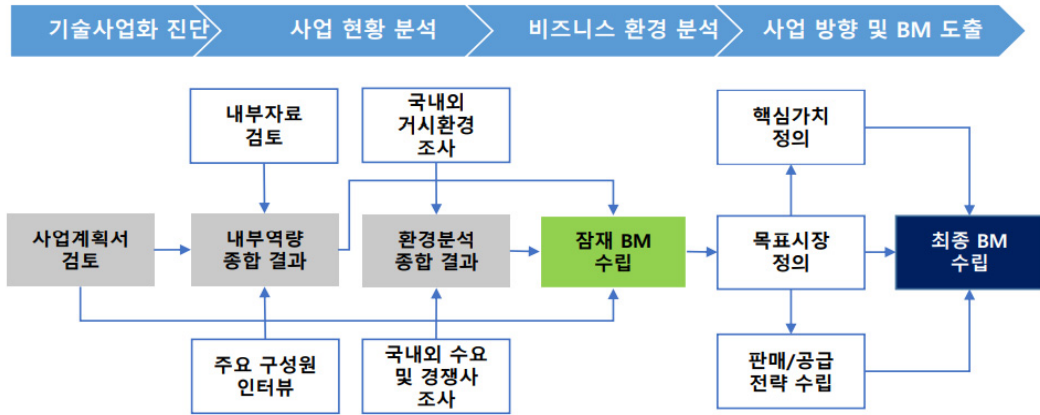 기술사업화 진단
사업 현황 분석
비즈니스 환경 분석
사업 방향 및 BM 도출
내부자료
검토
국내외
거시환경
조사
핵심가치
정의
사업계획서
검토
내부역량
종합 결과
환경분석
종합 결과
잠재 BM
수립
목표시장
정의
최종 BM
수립
주요 구성원
인터뷰
국내외 수요
및 경쟁사
조사
판매/공급
전략 수립